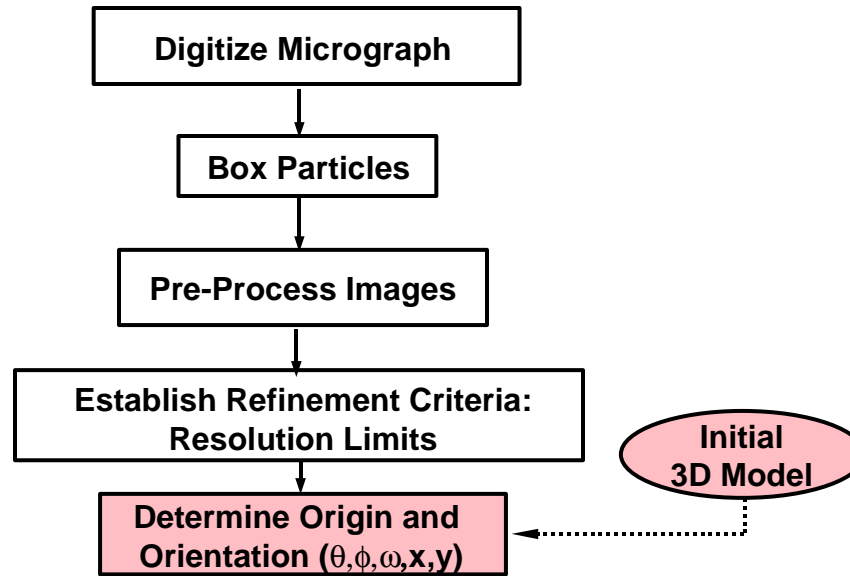 Digitize Micrograph
Box Particles
Pre-Process Images
Establish Refinement Criteria:
Resolution Limits
Initial
3D Model
Determine Origin and
Orientation (θ,ϕ,ω,x,y)